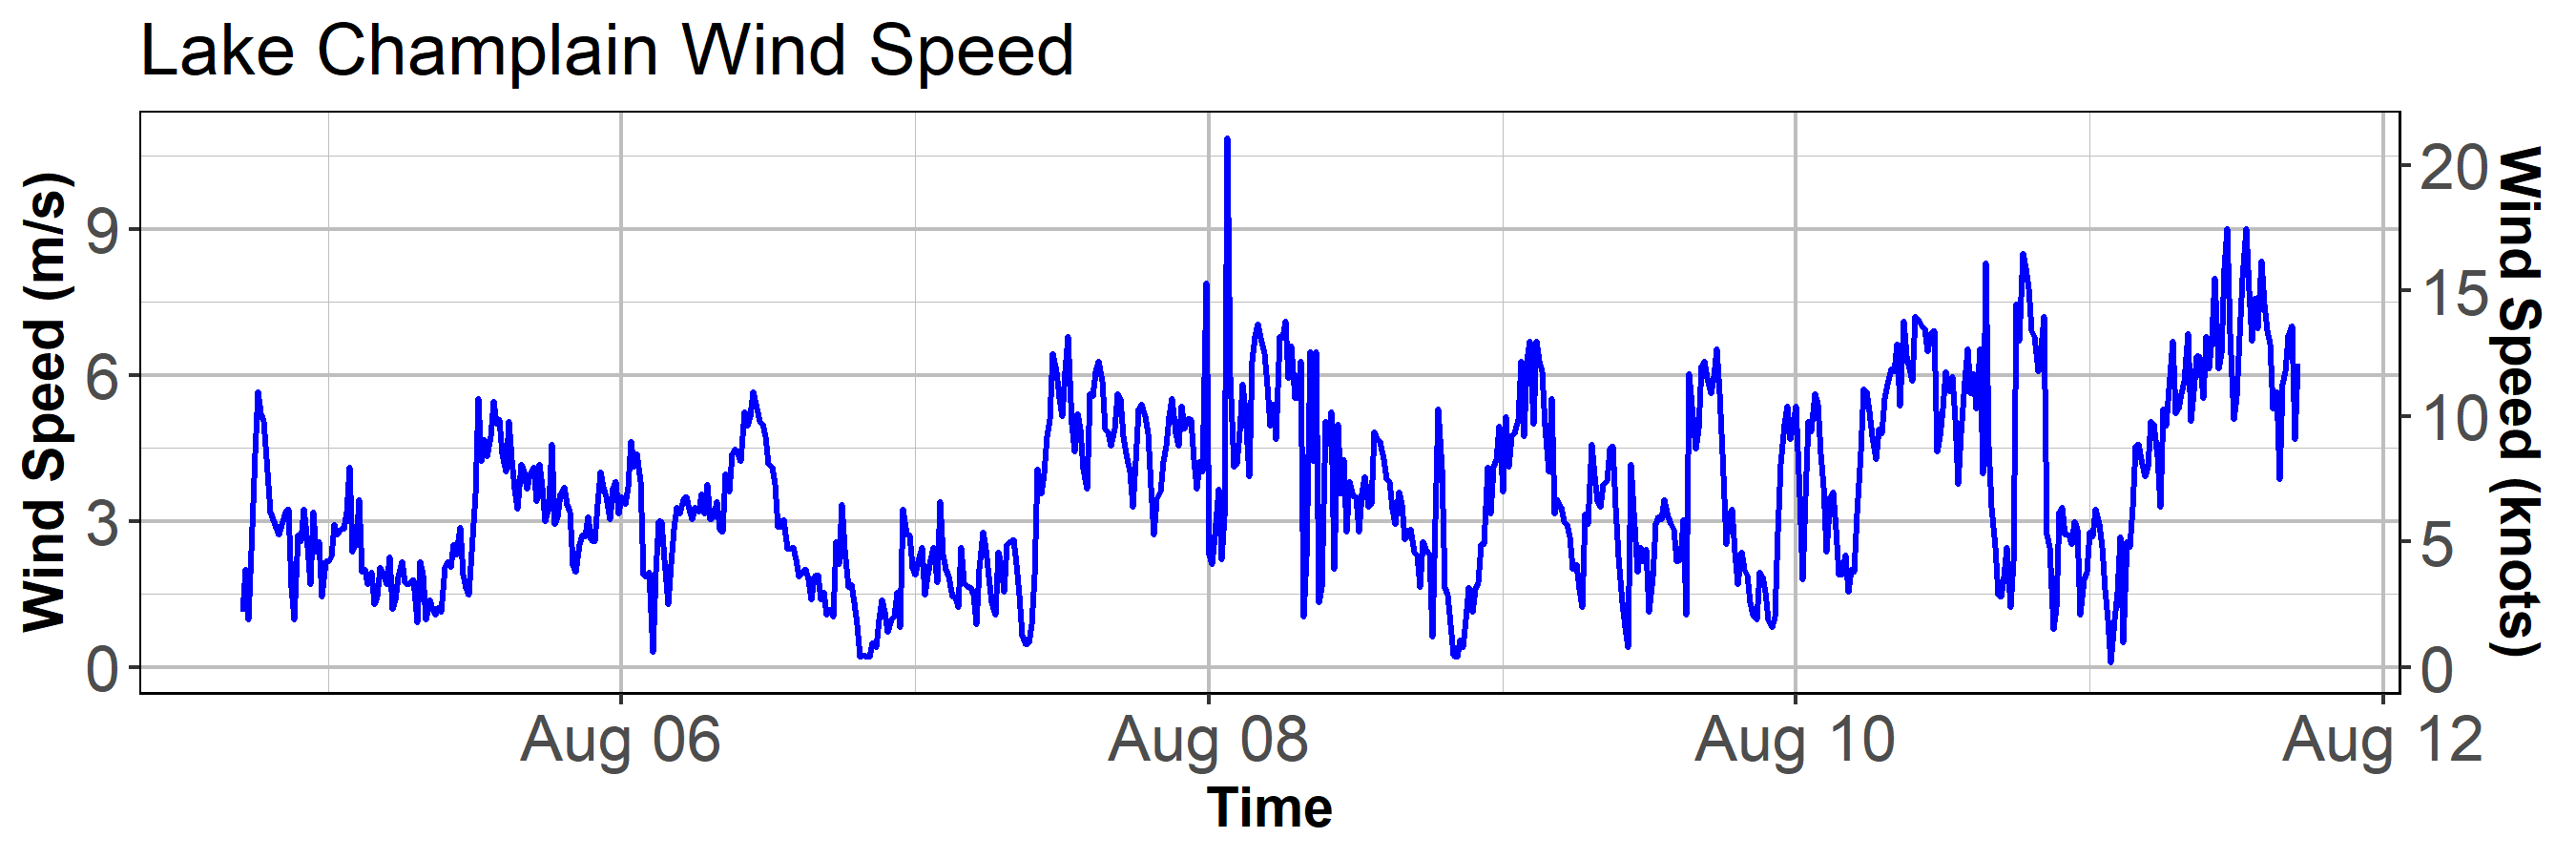 Lake Champlain Wind Speed
Wind Speed (m/s)
9
6
3
0
20
15
10
5
0
Wind Speed (knots)
Aug 06
Aug 08
Aug 10
Aug 12
Time